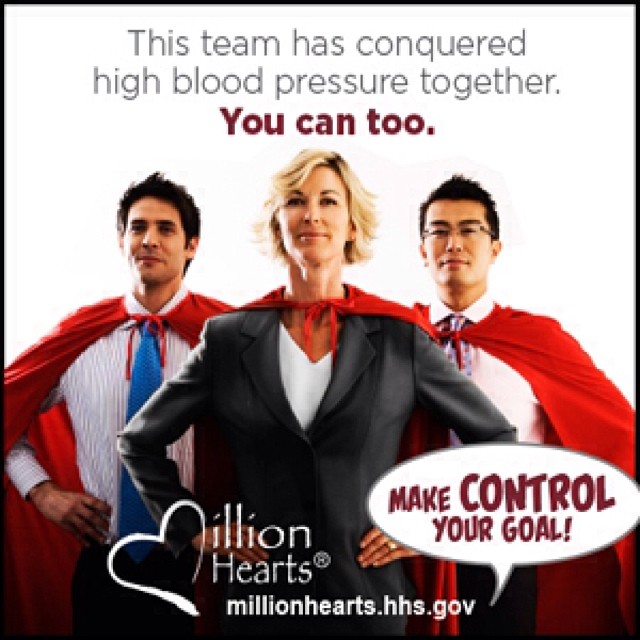 This team has conquered
high blood pressure together.
You can too.
MAKE CONTROL
YOUR GOAL!
Million
Hearts®
millionhearts.hhs.gov